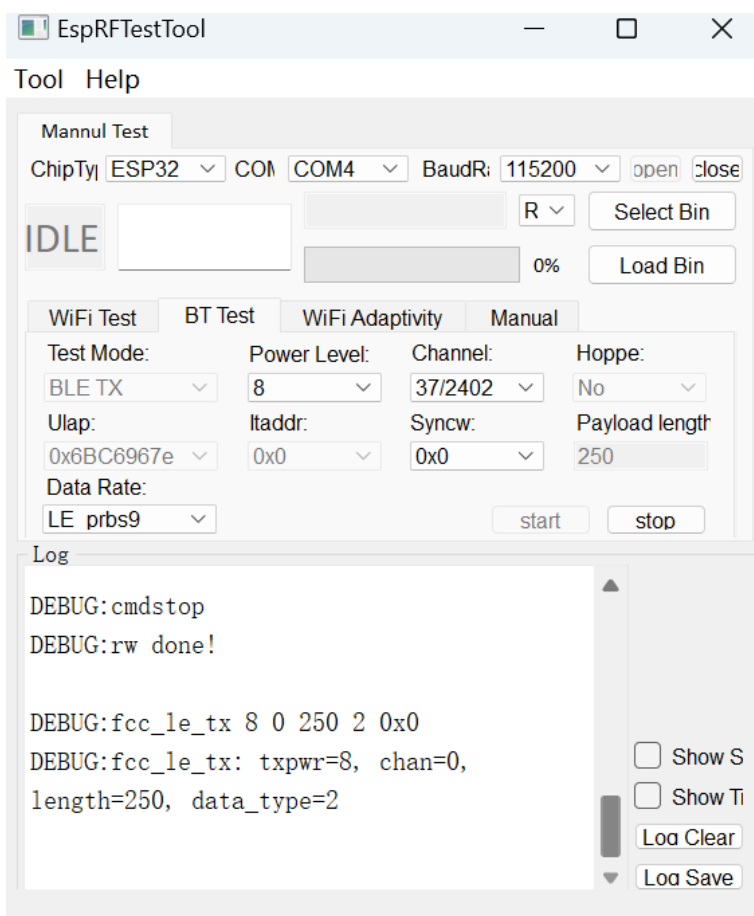 EspRFTestTool
Tool Help
Mannul Test
ChipTy ESP32 COM COM4 BaudRa 115200 open close
R Select Bin
IDLE
0% Load Bin
WiFi Test BT Test WiFi Adaptivity Manual
Test Mode: Power Level: Channel: Hoppe:
BLE TX 8 37/2402 No
Ulap: Itaddr: Syncw: Payload length
0x6BC6967e 0x0 0x0 250
Data Rate:
LE prbs9 start stop
Log
DEBUG:cmdstop
DEBUG:rw done!
DEBUG:fcc_le_tx 8 0 250 2 0x0
DEBUG:fcc_le_tx: txpwr=8, chan=0,
length=250, data_type=2
Show S
Show Ti
Log Clear
Log Save